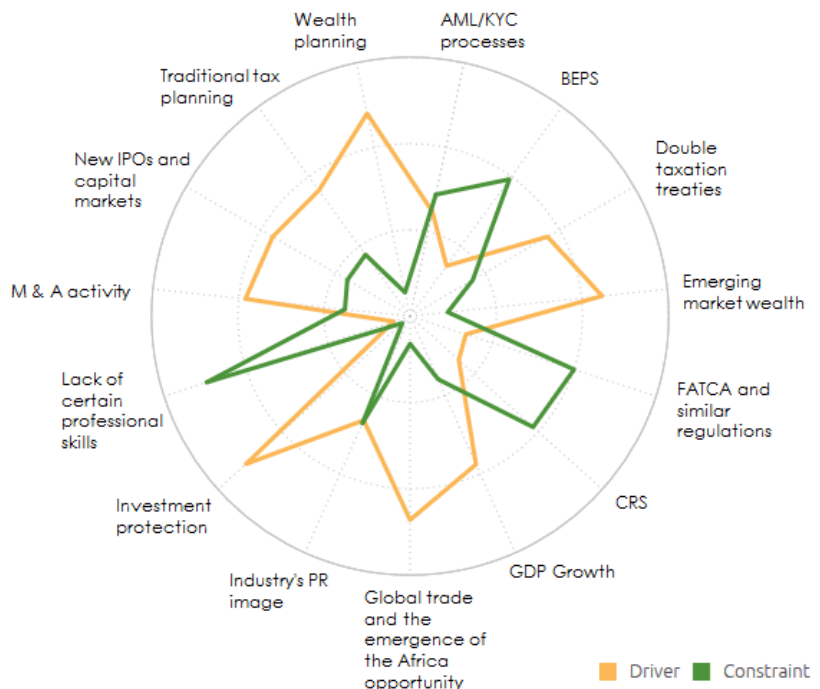 Wealth
planning
AML/KYC
processes
BEPS
Double
taxation
treaties
Emerging
market wealth
FATCA and
similar
regulations
CRS
GDP Growth
Global trade
and the
emergence of
the Africa
opportunity
Industry's PR
image
Investment
protection
Lack of
certain
professional
skills
M & A activity
New IPOs and
capital
markets
Traditional tax
planning
Driver
Constraint